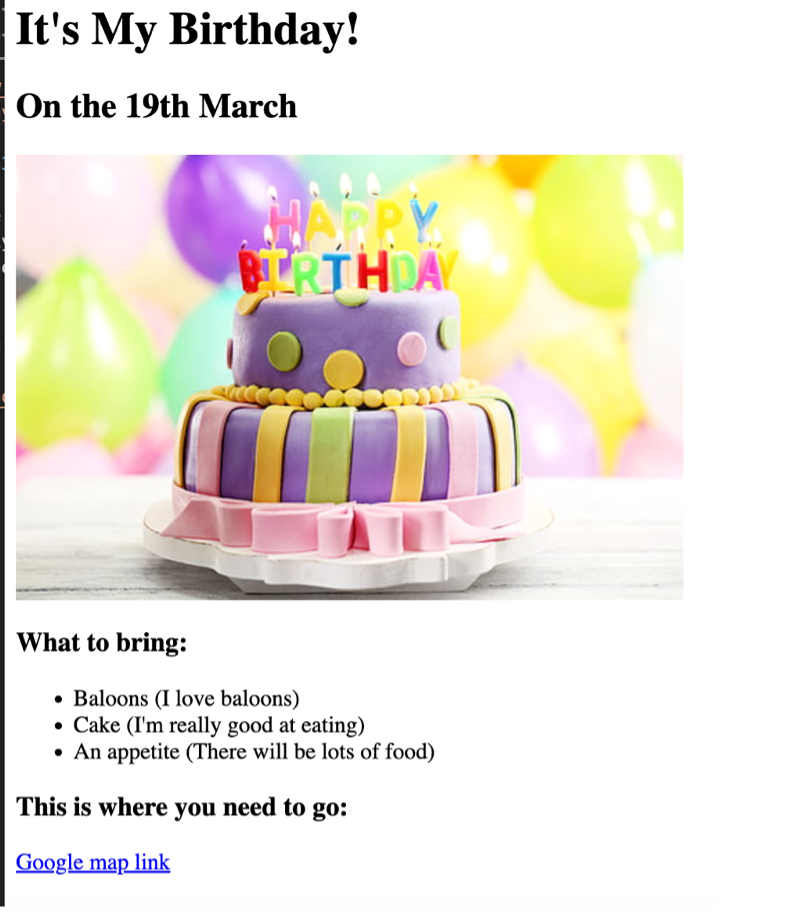 It's My Birthday!
On the 19th March
HAPPY
BIRTHDAY
What to bring:
Baloons (I love baloons)
Cake (I'm really good at eating)
An appetite (There will be lots of food)
This is where you need to go:
Google map link